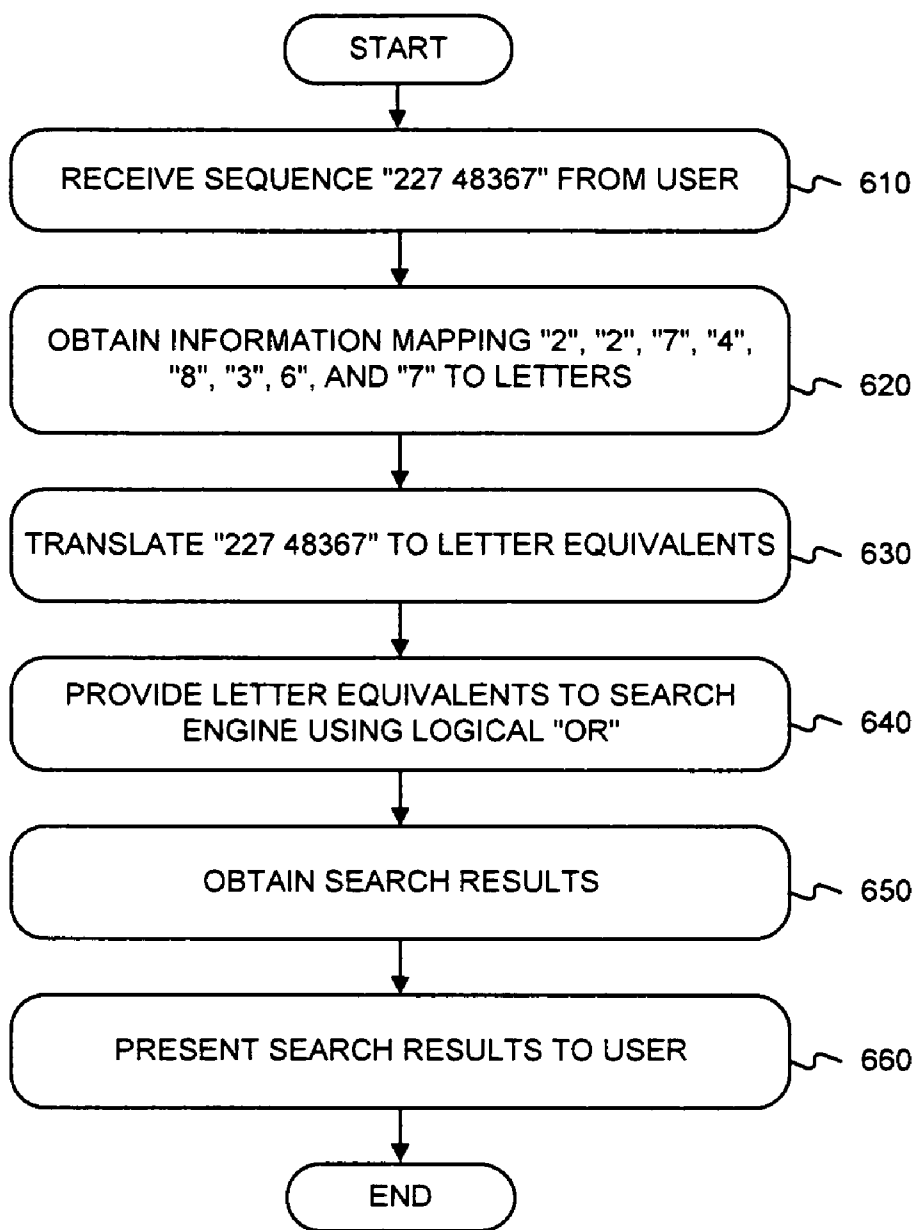 START
RECEIVE SEQUENCE "227 48367" FROM USER
610
OBTAIN INFORMATION MAPPING "2", "2", "7", "4",
"8", "3", 6", AND "7" TO LETTERS
620
TRANSLATE "227 48367" TO LETTER EQUIVALENTS
630
PROVIDE LETTER EQUIVALENTS TO SEARCH
ENGINE USING LOGICAL "OR"
640
OBTAIN SEARCH RESULTS
650
PRESENT SEARCH RESULTS TO USER
660
END